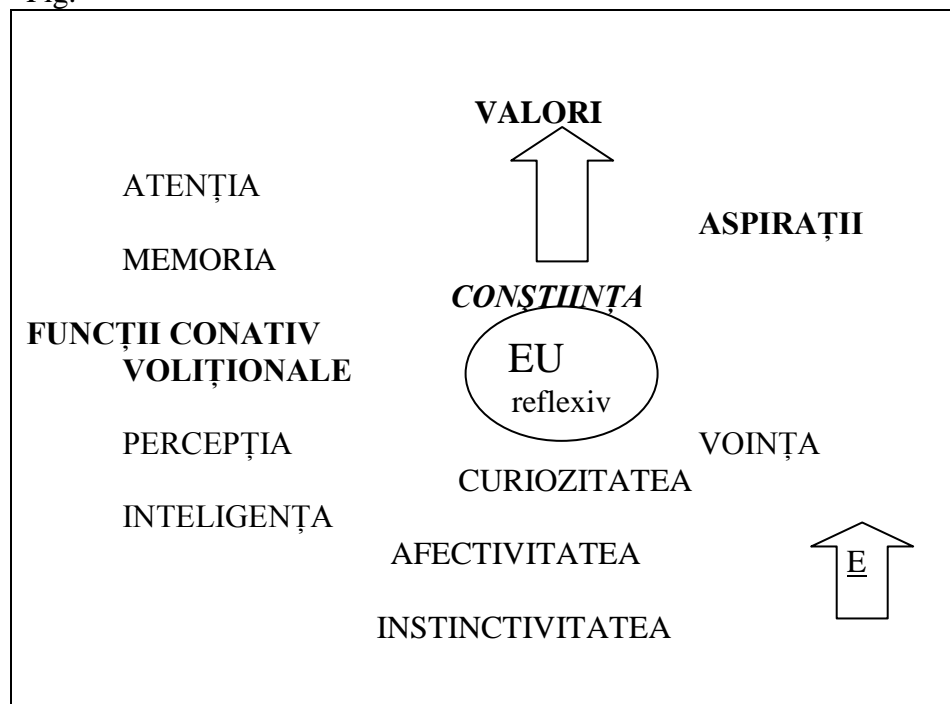 Fig.
VALORI
ATENȚIA
ASPIRAȚII
MEMORIA
CONȘTIINȚA
FUNCȚII CONATIV
VOLIȚIONALE
EU
reflexiv
PERCEPȚIA
VOINȚA
CURIOZITATEA
INTELIGENȚA
AFECTIVITATEA
E
INSTINCTIVITATEA